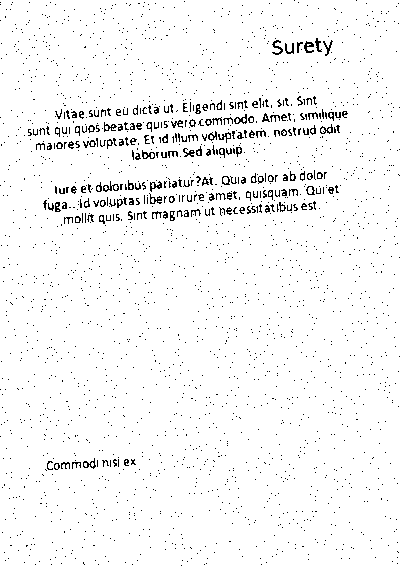 Surety
Vitae sunt eu dicta ut. Eligendi sint elit, sit. Sint
sunt qui quos beatae quis vero commodo. Amet, similique
maiores voluptate. Et id illum voluptatem, nostrud odit
laborum Sed aliquip.
Iure et doloribus pariatur?At. Quia dolor ab dolor
fuga.. Id voluptas libero irure amet, quisquam. Qui et
mollit quis. Sint magnam ut necessitatibus est.
Commodi nisi ex